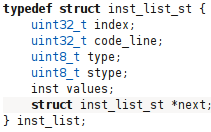 typedef struct inst_list_st {
    uint32_t index;
    uint32_t code_line;
    uint8_t type;
    uint8_t stype;
    inst values;
    struct inst_list_st *next;
} inst_list;